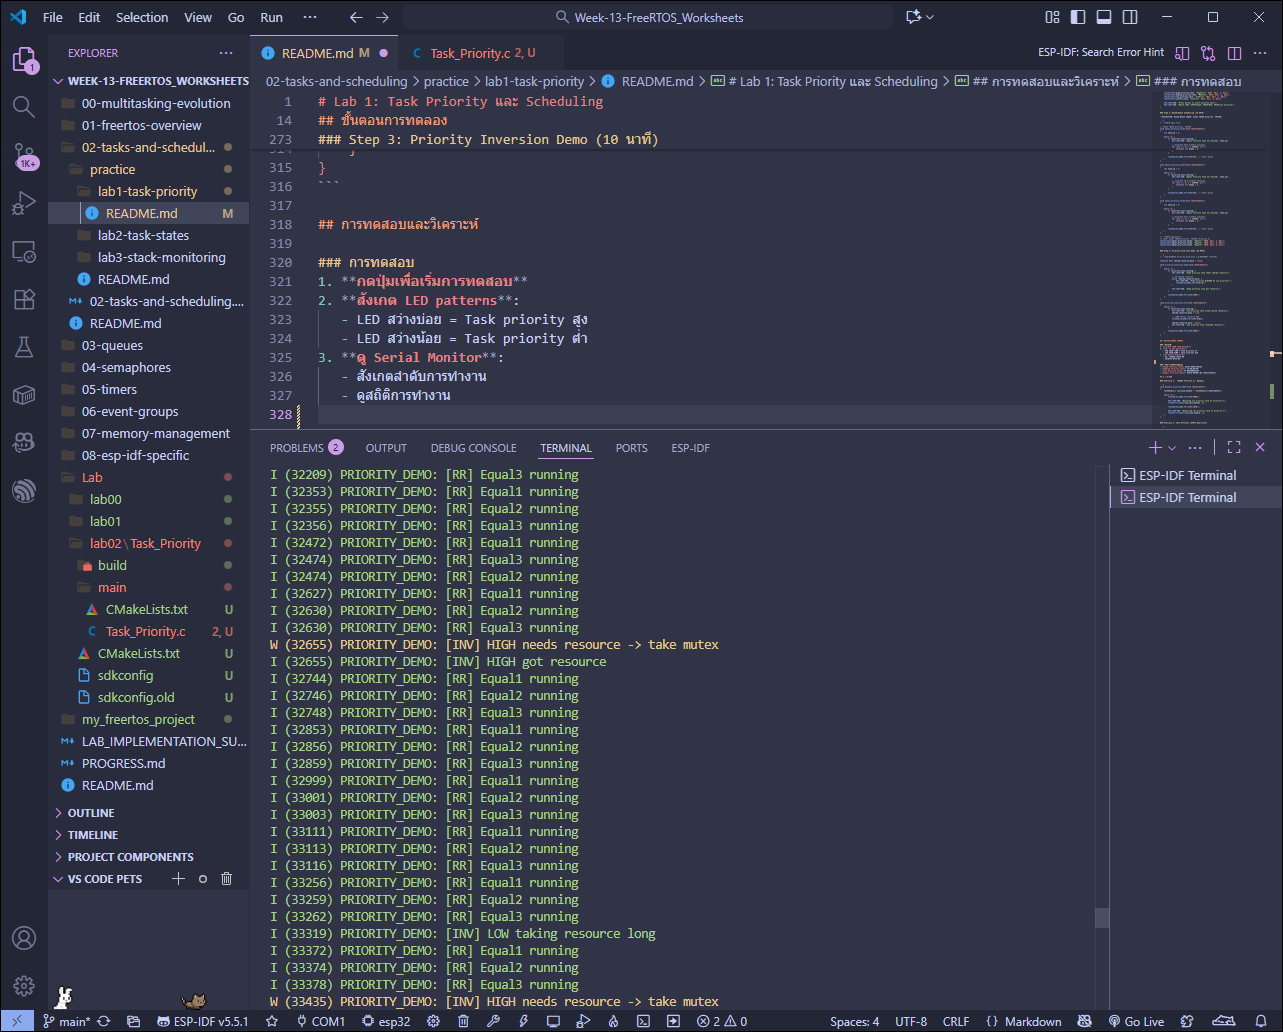 File Edit Selection View Go Run ··· Week-13-FreeRTOS_Worksheets
EXPLORER ···
1
WEEK-13-FREERTOS_WORKSHEETS
00-multitasking-evolution
01-freertos-overview
02-tasks-and-schedul...
1K+
practice
lab1-task-priority
README.md M
lab2-task-states
lab3-stack-monitoring
README.md
02-tasks-and-scheduling....
README.md
03-queues
04-semaphores
05-timers
06-event-groups
07-memory-management
08-esp-idf-specific
Lab
lab00
lab01
lab02\Task_Priority
build
main
CMakeLists.txt U
Task_Priority.c 2, U
CMakeLists.txt U
sdkconfig U
sdkconfig.old U
my_freertos_project
LAB_IMPLEMENTATION_SU...
PROGRESS.md
README.md
OUTLINE
TIMELINE
PROJECT COMPONENTS
VS CODE PETS
README.md M
Task_Priority.c 2, U
ESP-IDF: Search Error Hint
02-tasks-and-scheduling > practice > lab1-task-priority > README.md > # Lab 1: Task Priority และ Scheduling > ## การทดสอบและวิเคราะห์ > ### การทดสอบ
1 # Lab 1: Task Priority และ Scheduling
14 ## ขั้นตอนการทดลอง
273 ### Step 3: Priority Inversion Demo (10 นาที)
314 }
315 }
316 ```
317
318 ## การทดสอบและวิเคราะห์
319
320 ### การทดสอบ
321 1. **กดปุ่มเพื่อเริ่มการทดสอบ**
322 2. **สังเกต LED patterns**:
323 - LED สว่างบ่อย = Task priority สูง
324 - LED สว่างน้อย = Task priority ต่ำ
325 3. **ดู Serial Monitor**:
326 - สังเกตลำดับการทำงาน
327 - ดูสถิติการทำงาน
328
PROBLEMS 2 OUTPUT DEBUG CONSOLE TERMINAL PORTS ESP-IDF
I (32209) PRIORITY_DEMO: [RR] Equal3 running
I (32353) PRIORITY_DEMO: [RR] Equal1 running
I (32355) PRIORITY_DEMO: [RR] Equal2 running
I (32356) PRIORITY_DEMO: [RR] Equal3 running
I (32472) PRIORITY_DEMO: [RR] Equal1 running
I (32474) PRIORITY_DEMO: [RR] Equal3 running
I (32474) PRIORITY_DEMO: [RR] Equal2 running
I (32627) PRIORITY_DEMO: [RR] Equal1 running
I (32630) PRIORITY_DEMO: [RR] Equal2 running
I (32630) PRIORITY_DEMO: [RR] Equal3 running
W (32655) PRIORITY_DEMO: [INV] HIGH needs resource -> take mutex
I (32655) PRIORITY_DEMO: [INV] HIGH got resource
I (32744) PRIORITY_DEMO: [RR] Equal1 running
I (32746) PRIORITY_DEMO: [RR] Equal2 running
I (32748) PRIORITY_DEMO: [RR] Equal3 running
I (32853) PRIORITY_DEMO: [RR] Equal1 running
I (32856) PRIORITY_DEMO: [RR] Equal2 running
I (32859) PRIORITY_DEMO: [RR] Equal3 running
I (32999) PRIORITY_DEMO: [RR] Equal1 running
I (33001) PRIORITY_DEMO: [RR] Equal2 running
I (33003) PRIORITY_DEMO: [RR] Equal3 running
I (33111) PRIORITY_DEMO: [RR] Equal1 running
I (33113) PRIORITY_DEMO: [RR] Equal2 running
I (33116) PRIORITY_DEMO: [RR] Equal3 running
I (33256) PRIORITY_DEMO: [RR] Equal1 running
I (33259) PRIORITY_DEMO: [RR] Equal2 running
I (33262) PRIORITY_DEMO: [RR] Equal3 running
I (33319) PRIORITY_DEMO: [INV] LOW taking resource long
I (33372) PRIORITY_DEMO: [RR] Equal1 running
I (33374) PRIORITY_DEMO: [RR] Equal2 running
I (33378) PRIORITY_DEMO: [RR] Equal3 running
W (33435) PRIORITY_DEMO: [INV] HIGH needs resource -> take mutex
ESP-IDF Terminal
ESP-IDF Terminal
main* ESP-IDF v5.5.1 COM1 esp32 2 0 Spaces: 4 UTF-8 CRLF {} Markdown Go Live